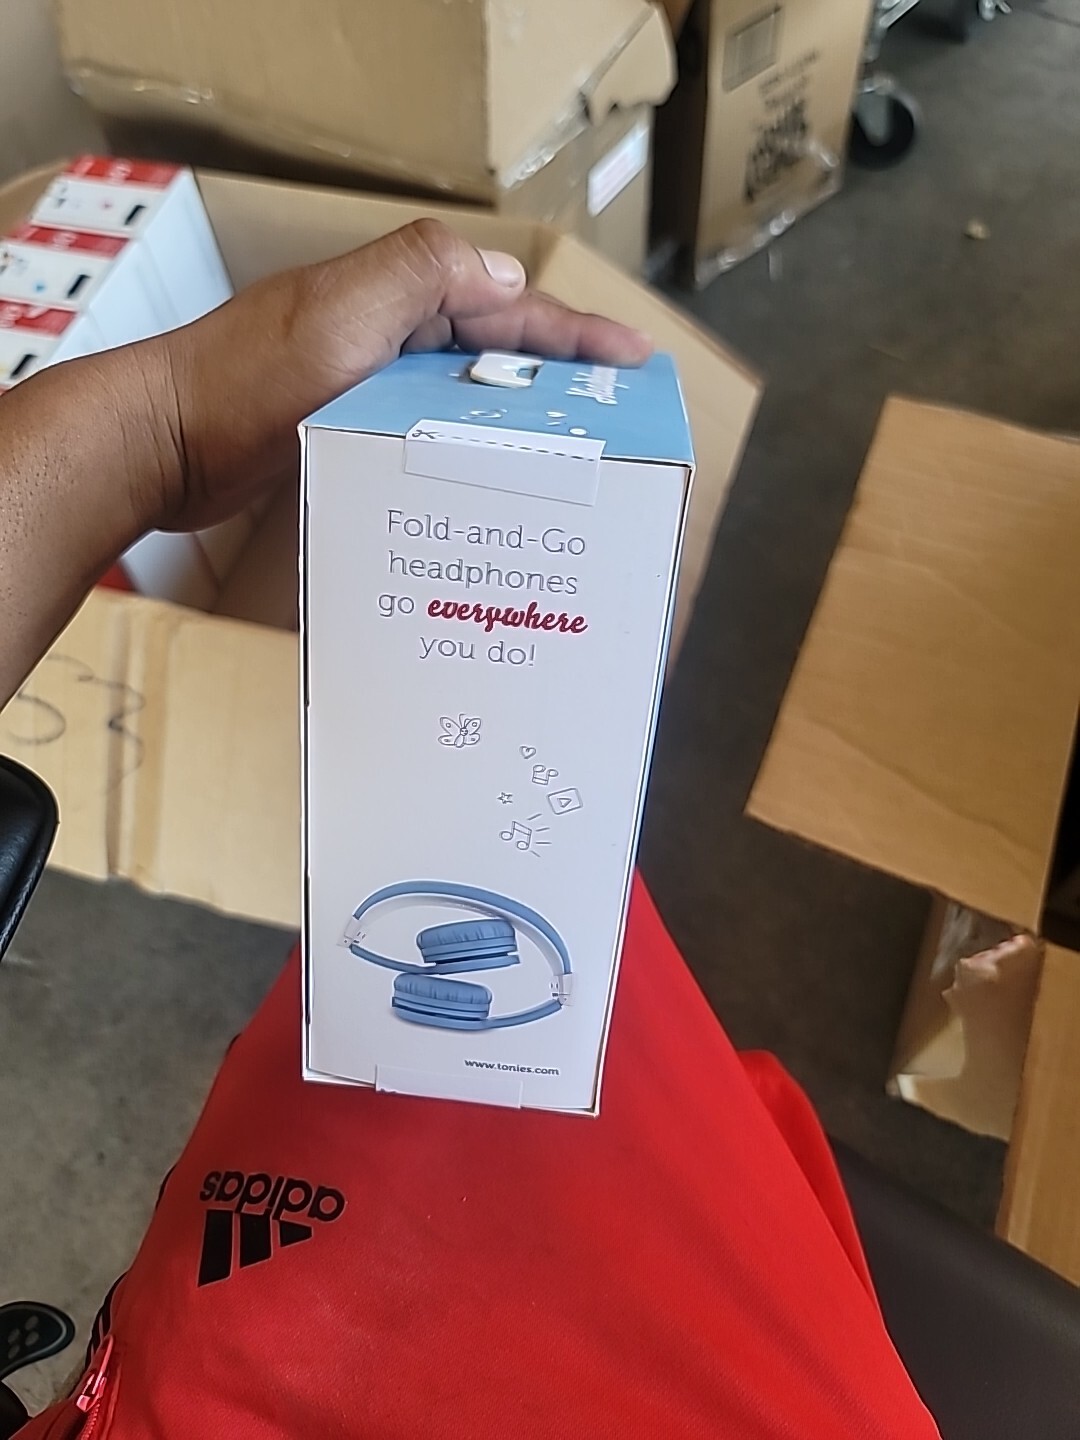 Fold-and-Go
headphones
go everywhere
you do!
www.tonies.com
adidas